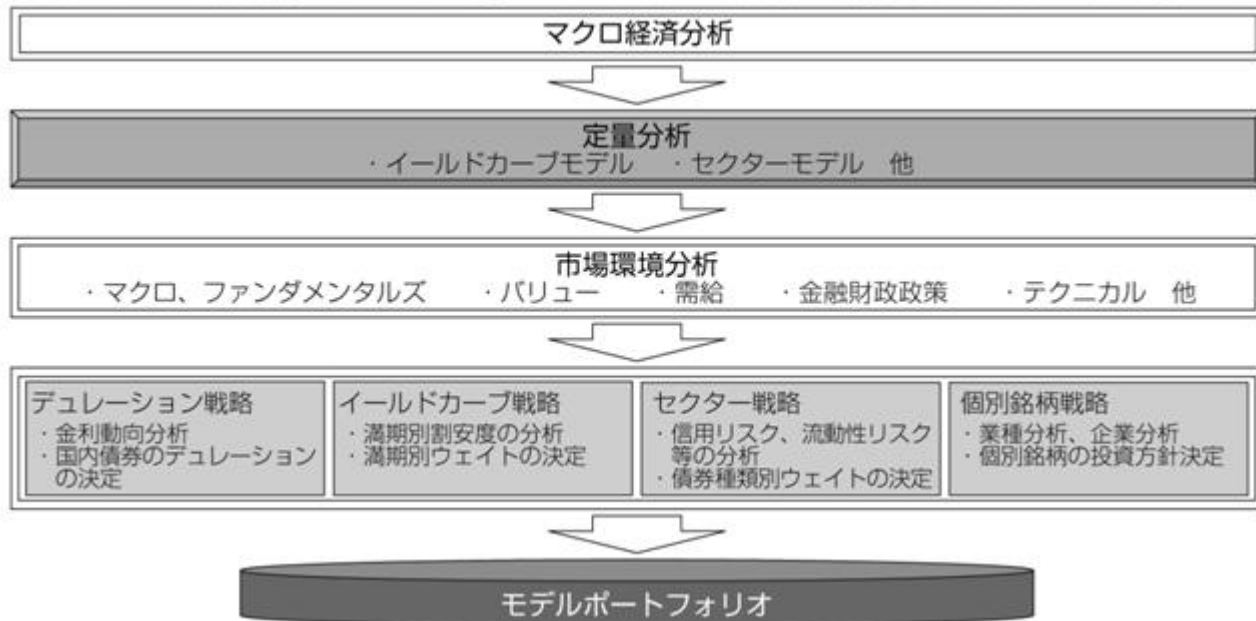 マクロ経済分析
定量分析
・イールドカーブモデル　・セクターモデル　他
市場環境分析
・マクロ、ファンダメンタルズ　・バリュー　・需給　・金融財政政策　・テクニカル　他
デュレーション戦略
・金利動向分析
・国内債券のデュレーション
の決定
イールドカーブ戦略
・満期別割安度の分析
・満期別ウェイトの決定
セクター戦略
・信用リスク、流動性リスク
等の分析
・債券種類別ウェイトの決定
個別銘柄戦略
・業種分析、企業分析
・個別銘柄の投資方針決定
モデルポートフォリオ